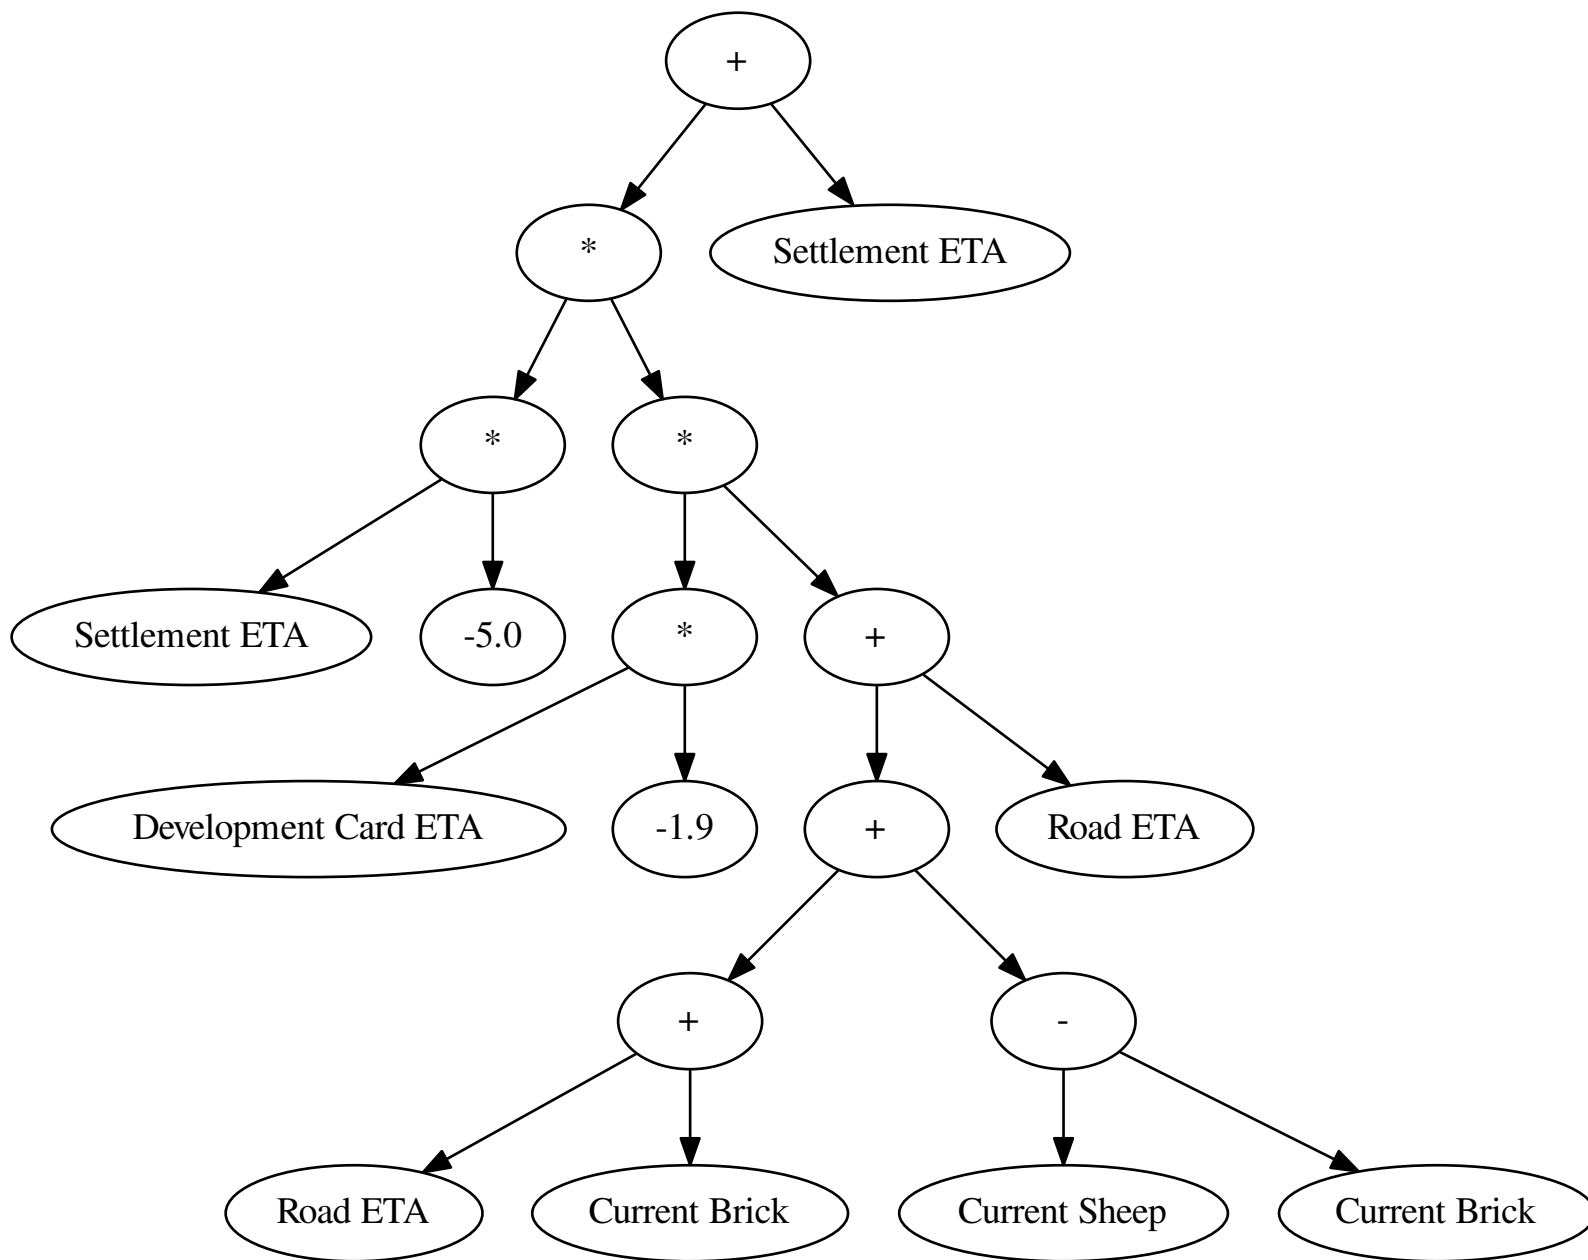 +
*
Settlement ETA
*
*
Settlement ETA
-5.0
*
+
Development Card ETA
-1.9
+
Road ETA
+
-
Road ETA
Current Brick
Current Sheep
Current Brick